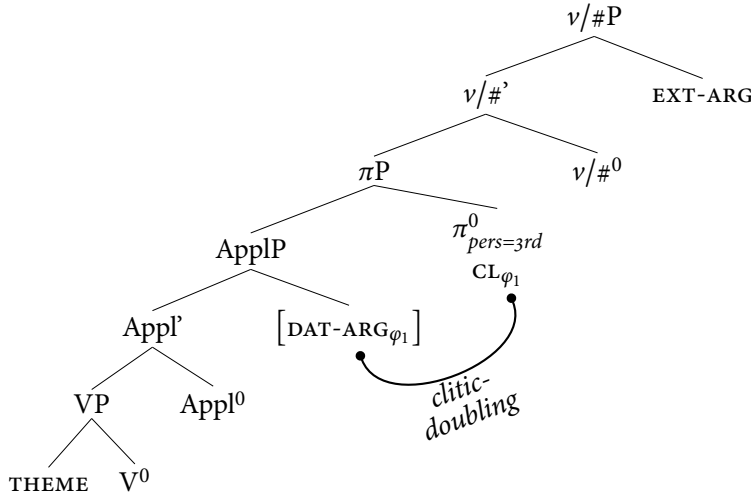 v/#P
v/#’ EXT-ARG
πP v/#⁰
ApplP π⁰pers=3rd
CLφ₁
Appl’ [DAT-ARGφ₁]
VP Appl⁰ clitic-
doubling
THEME V⁰